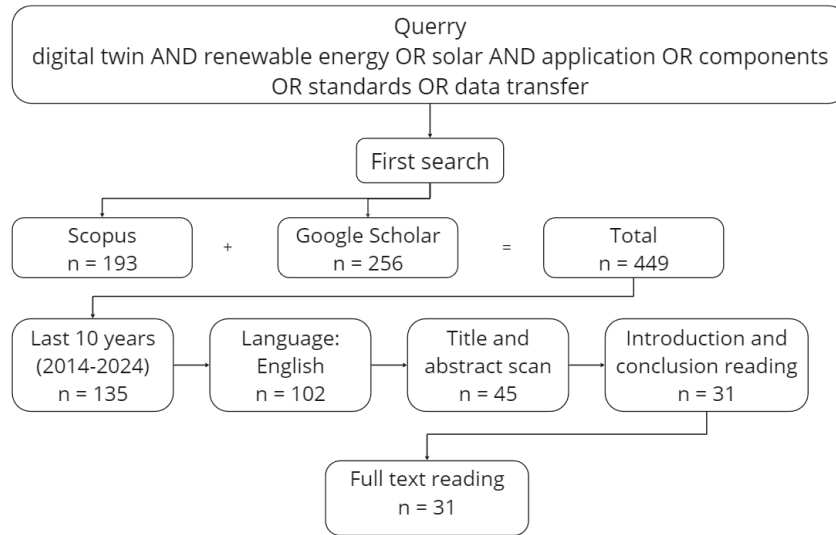 Querry
digital twin AND renewable energy OR solar AND application OR components
OR standards OR data transfer
First search
Scopus
n = 193
+
Google Scholar
n = 256
=
Total
n = 449
Last 10 years
(2014-2024)
n = 135
Language:
English
n = 102
Title and
abstract scan
n = 45
Introduction and
conclusion reading
n = 31
Full text reading
n = 31